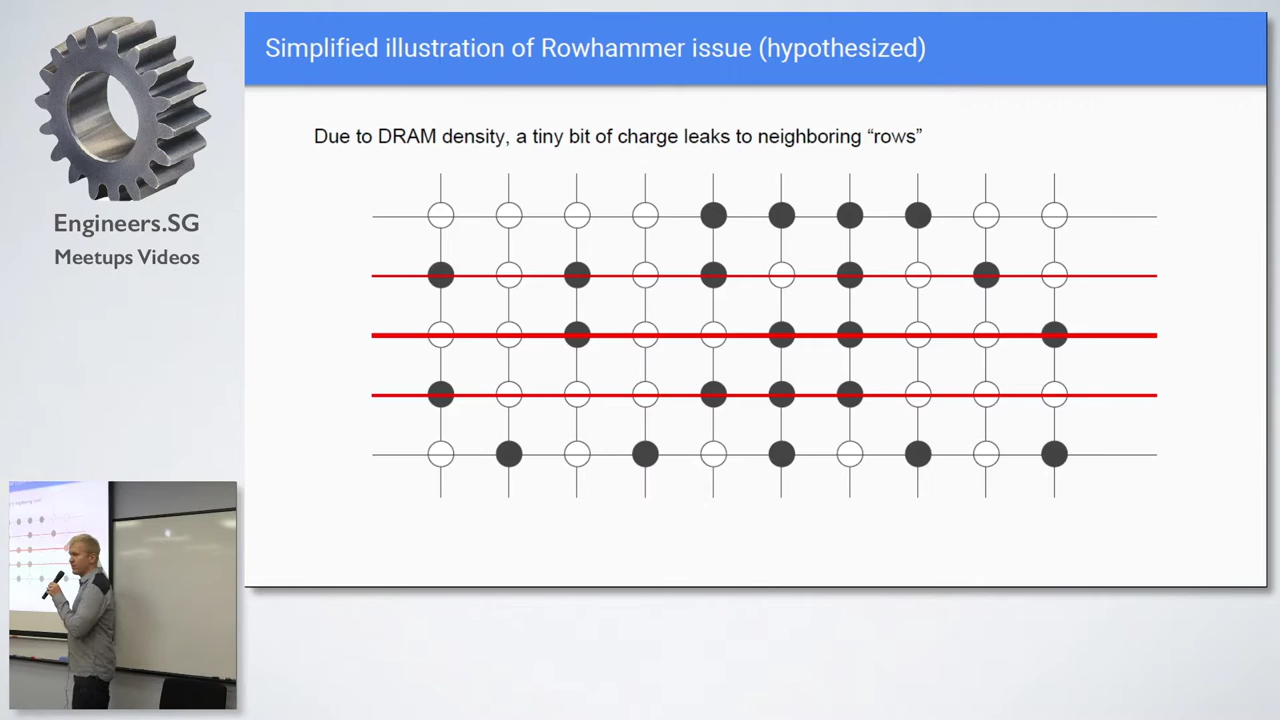 Simplified illustration of Rowhammer issue (hypothesized)
Due to DRAM density, a tiny bit of charge leaks to neighboring “rows”
Engineers.SG
Meetups Videos